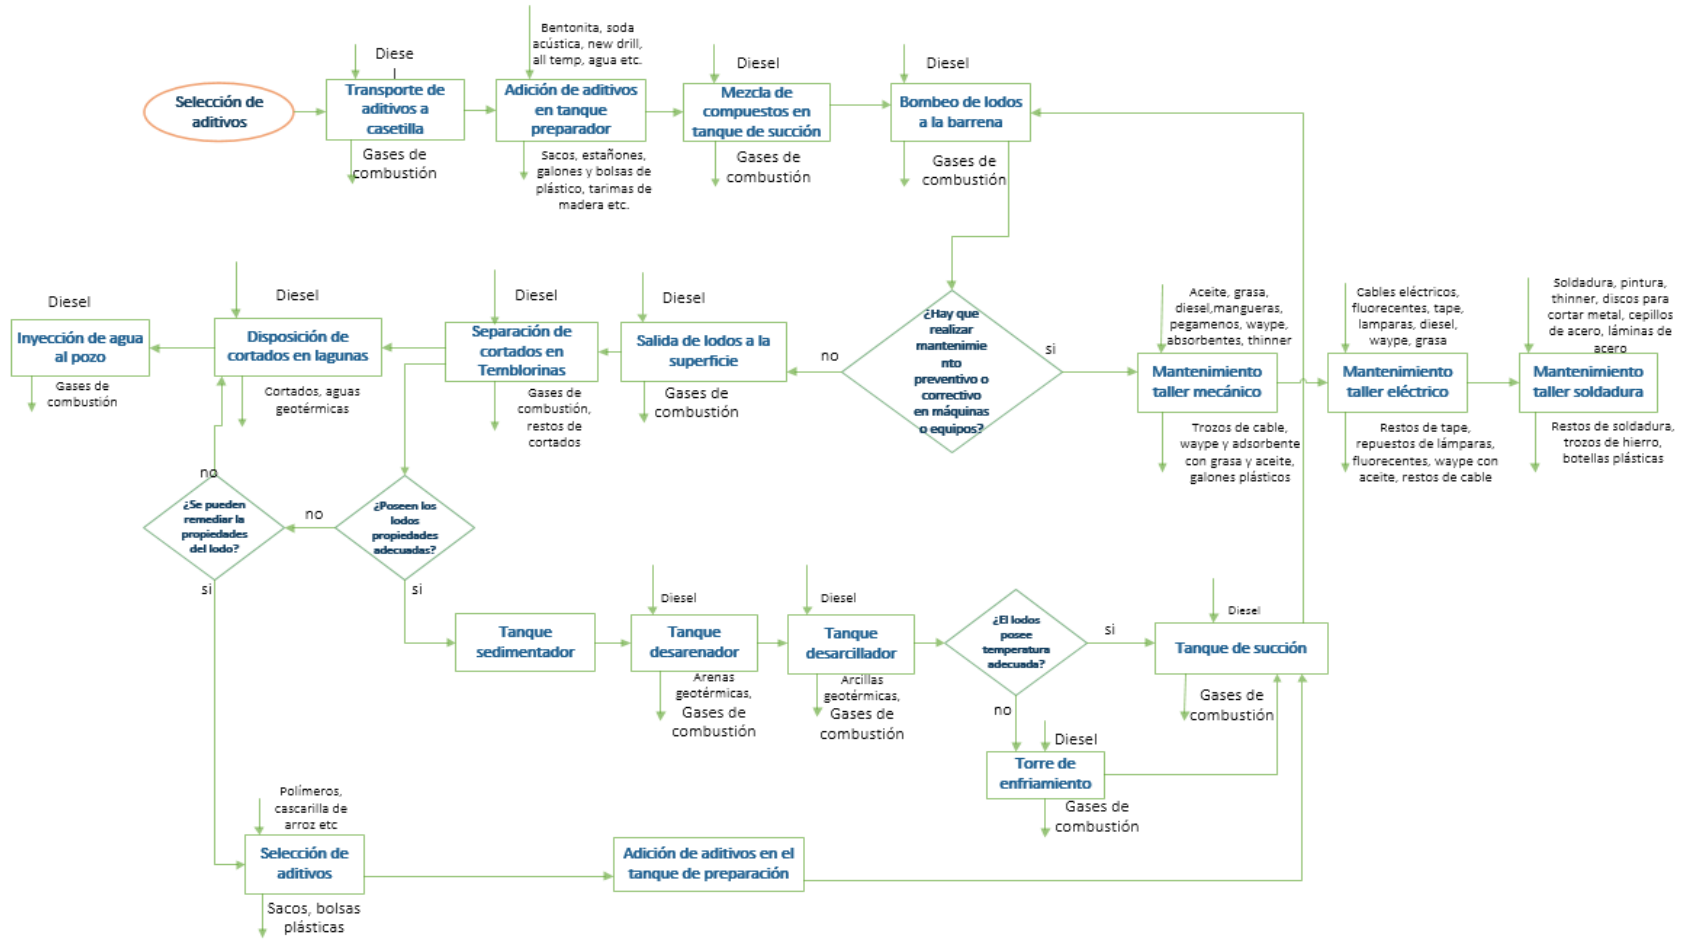 Bentonita, soda
acústica, new drill,
all temp, agua etc.
Diese
l
Diesel
Diesel
Selección de
aditivos
Transporte de
aditivos a
casetilla
Adición de aditivos
en tanque
preparador
Mezcla de
compuestos en
tanque de succión
Bombeo de lodos
a la barrena
Gases de
combustión
Sacos, estañones,
galones y bolsas de
plástico, tarimas de
madera etc.
Gases de
combustión
Gases de
combustión
Diesel
Diesel
Diesel
Diesel
Aceite, grasa,
diesel,mangueras,
pegamenos, waype,
absorbentes, thinner
Cables eléctricos,
fluorecentes, tape,
lamparas, diesel,
waype, grasa
Soldadura, pintura,
thinner, discos para
cortar metal, cepillos
de acero, láminas de
acero
Inyección de agua
al pozo
Disposición de
cortados en lagunas
Separación de
cortados en
Temblorinas
Salida de lodos a la
superficie
no
¿Hay que
realizar
mantenimie
nto
preventivo o
correctivo
en máquinas
o equipos?
si
Mantenimiento
taller mecánico
Mantenimiento
taller eléctrico
Mantenimiento
taller soldadura
Gases de
combustión
Cortados, aguas
geotérmicas
Gases de
combustión,
restos de
cortados
Gases de
combustión
Trozos de cable,
waype y adsorbente
con grasa y aceite,
galones plásticos
Restos de tape,
repuestos de lámparas,
fluorecentes, waype con
aceite, restos de cable
Restos de soldadura,
trozos de hierro,
botellas plásticas
no
¿Se pueden
remediar la
propiedades
del lodo?
no
¿Poseen los
lodos
propiedades
adecuadas?
si
si
Diesel
Diesel
Diesel
Tanque
sedimentador
Tanque
desarenador
Tanque
desarcillador
¿El lodos
posee
temperatura
adecuada?
si
Tanque de succión
Arenas
geotérmicas,
Gases de
combustión
Arcillas
geotérmicas,
Gases de
combustión
no
Gases de
combustión
Diesel
Torre de
enfriamiento
Gases de
combustión
Polímeros,
cascarilla de
arroz etc
Selección de
aditivos
Adición de aditivos en el
tanque de preparación
Sacos, bolsas
plásticas